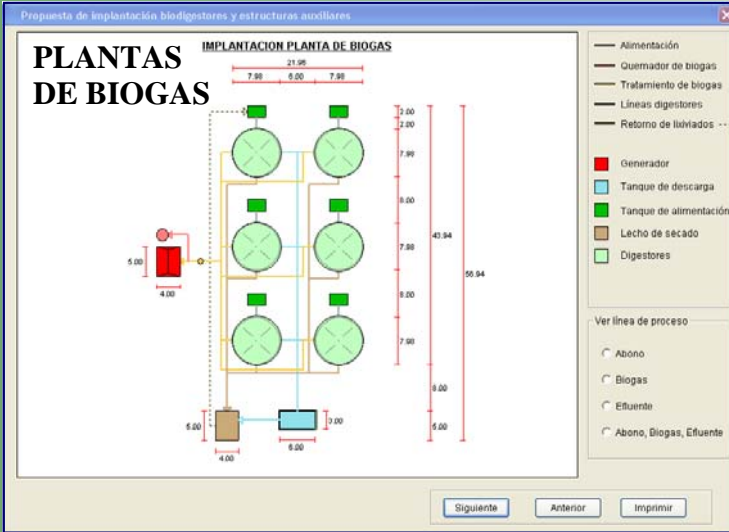 Propuesta de implantación biodigestores y estructuras auxiliares
PLANTAS
DE BIOGAS
IMPLANTACION PLANTA DE BIOGAS
21.96
7.98 6.00 7.98
2.00
2.00
7.98
8.00
7.98
8.00
7.98
8.00
5.00
43.94
56.94
5.00
4.00
5.00
4.00
6.00
3.00
Alimentación
Quemador de biogas
Tratamiento de biogas
Líneas digestores
Retorno de lixiviados
Generador
Tanque de descarga
Tanque de alimentación
Lecho de secado
Digestores
Ver línea de proceso
Abono
Biogas
Efluente
Abono, Biogas, Efluente
Siguiente Anterior Imprimir